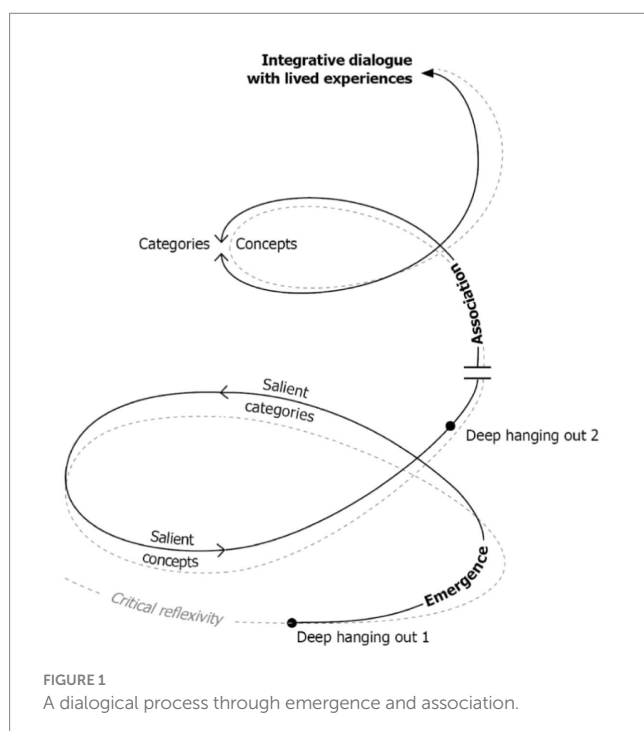 Integrative dialogue
with lived experiences
Categories
Concepts
Association
Salient
categories
Deep hanging out 2
Salient
concepts
Emergence
Critical reflexivity
Deep hanging out 1
FIGURE 1
A dialogical process through emergence and association.